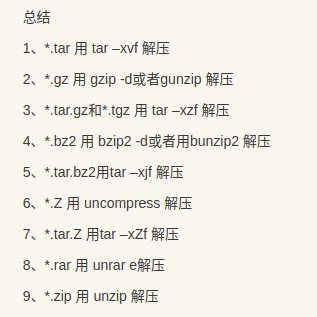 总结
1、*.tar 用 tar –xvf 解压
2、*.gz 用 gzip -d或者gunzip 解压
3、*.tar.gz和*.tgz 用 tar –xzf 解压
4、*.bz2 用 bzip2 -d或者用bunzip2 解压
5、*.tar.bz2用tar –xjf 解压
6、*.Z 用 uncompress 解压
7、*.tar.Z 用tar –xZf 解压
8、*.rar 用 unrar e解压
9、*.zip 用 unzip 解压